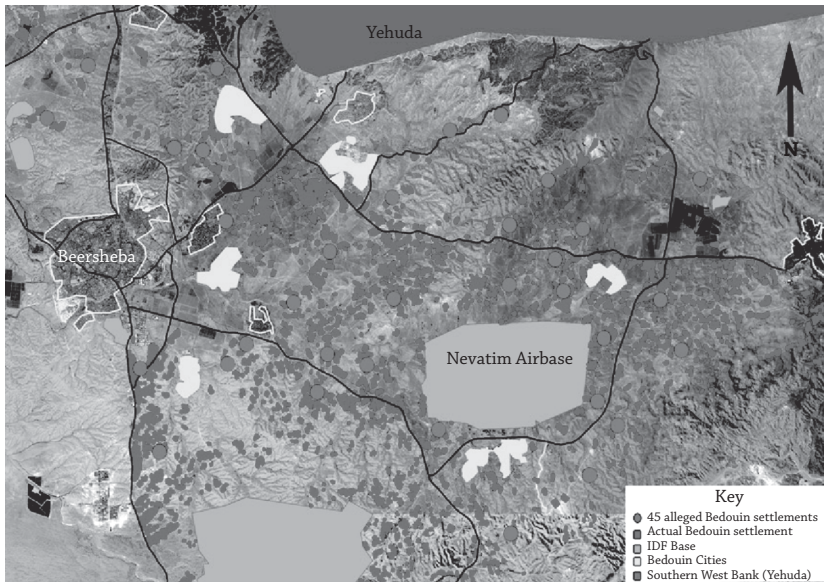 Yehuda
N
Beersheba
Nevatim Airbase
Key
45 alleged Bedouin settlements
Actual Bedouin settlement
IDF Base
Bedouin Cities
Southern West Bank (Yehuda)